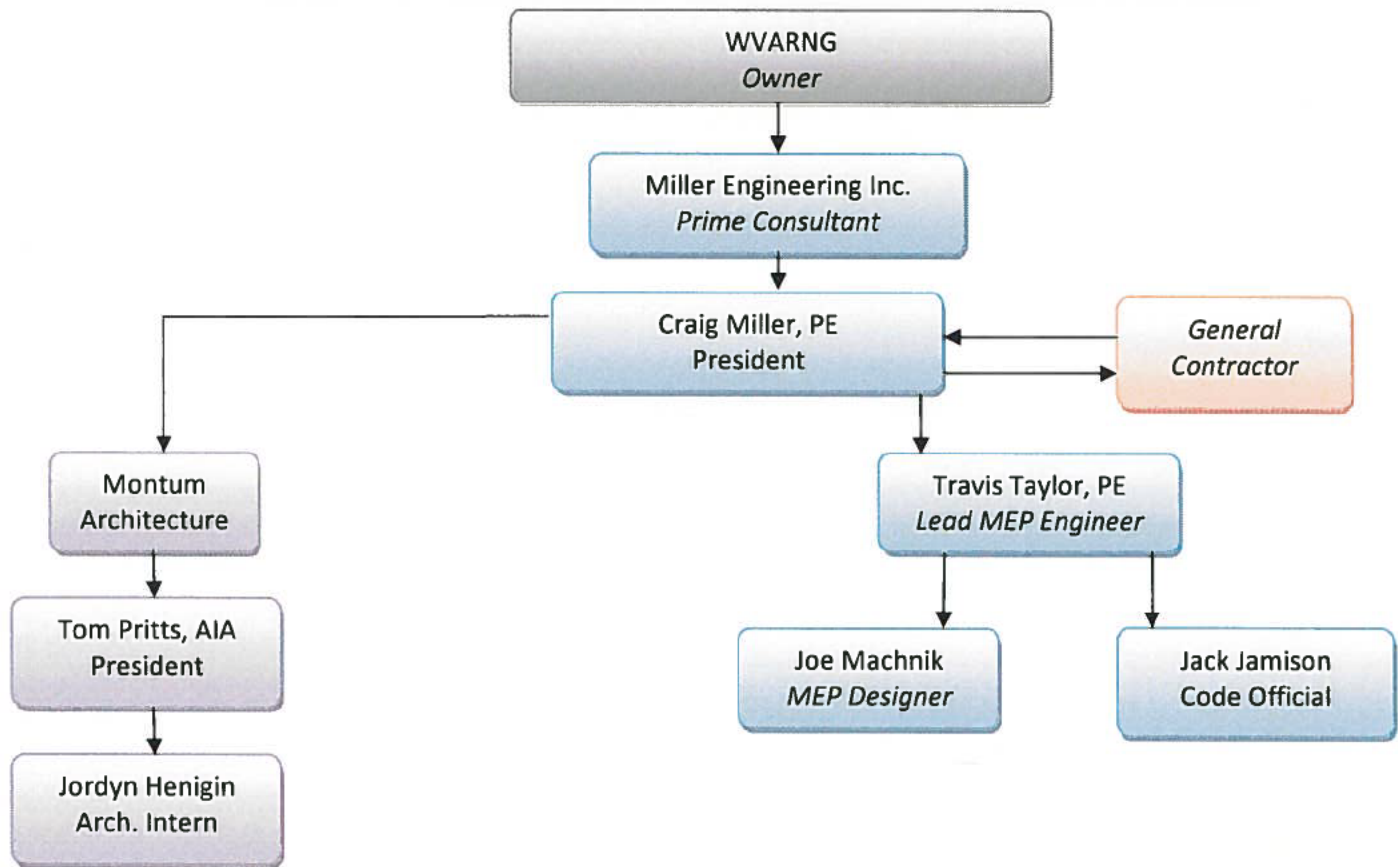 WVARNG
Owner
Miller Engineering Inc.
Prime Consultant
Craig Miller, PE
President
General
Contractor
Montum
Architecture
Travis Taylor, PE
Lead MEP Engineer
Tom Pritts, AIA
President
Joe Machnik
MEP Designer
Jack Jamison
Code Official
Jordyn Henigin
Arch. Intern